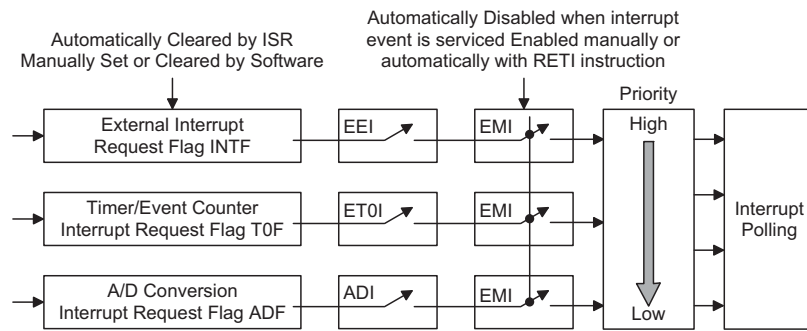 Automatically Cleared by ISR
Manually Set or Cleared by Software
Automatically Disabled when interrupt
event is serviced Enabled manually or
automatically with RETI instruction
Priority
External Interrupt
Request Flag INTF
EEI
EMI
High
Timer/Event Counter
Interrupt Request Flag T0F
ET0I
EMI
Interrupt
Polling
A/D Conversion
Interrupt Request Flag ADF
ADI
EMI
Low